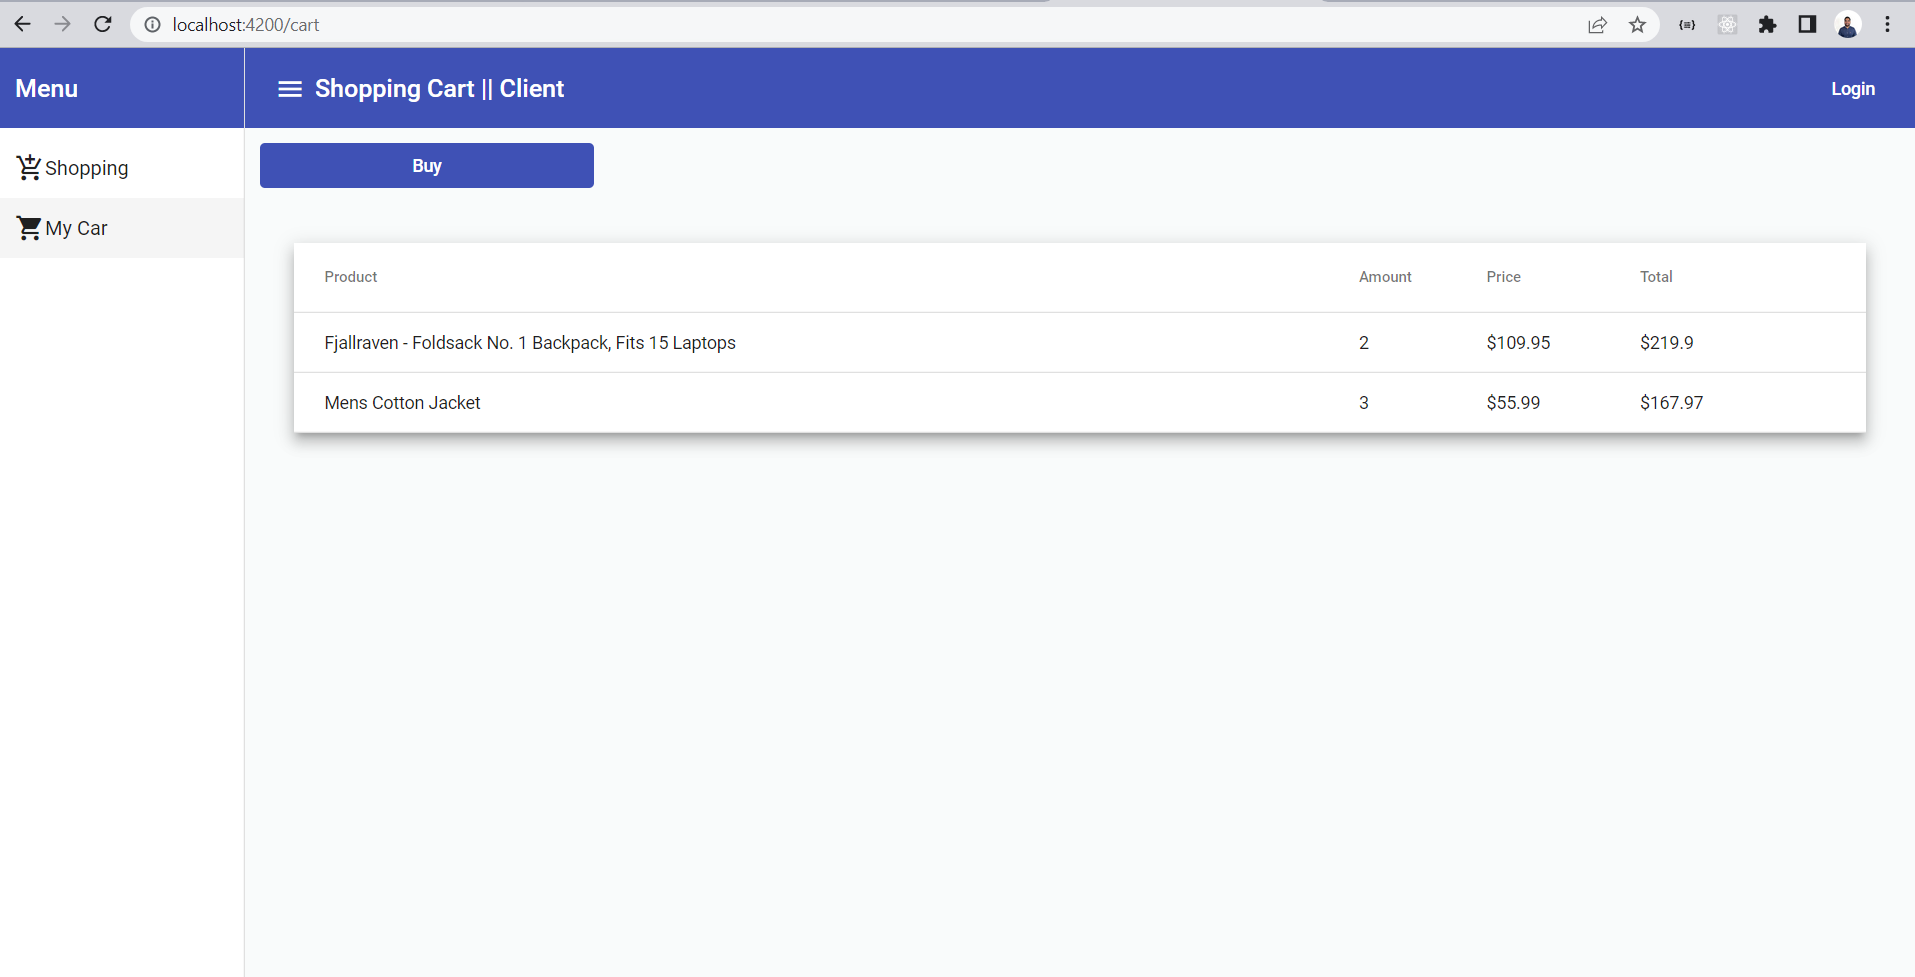 localhost:4200/cart
Menu
Shopping Cart || Client
Login
Shopping
My Car
Buy
Product Amount Price Total
Fjallraven - Foldsack No. 1 Backpack, Fits 15 Laptops 2 $109.95 $219.9
Mens Cotton Jacket 3 $55.99 $167.97